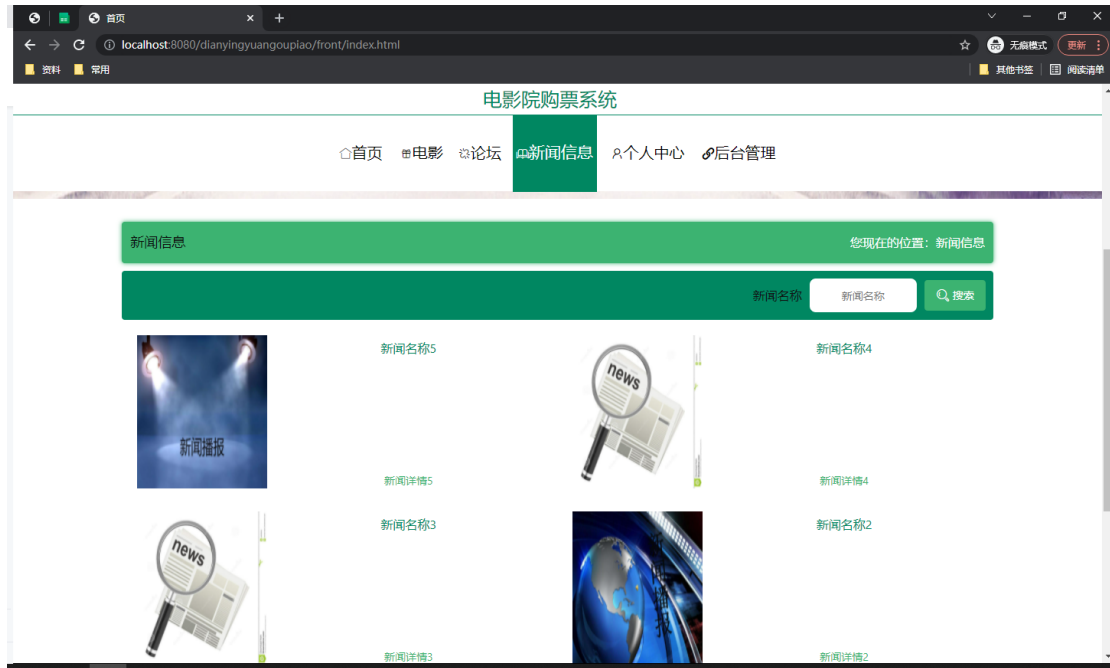 首页
localhost:8080/dianyingyuangoupiao/front/index.html
无痕模式
更新
资料
常用
其他书签
阅读清单
电影院购票系统
首页 电影 论坛 新闻信息 个人中心 后台管理
新闻信息
您现在的位置：新闻信息
新闻名称 新闻名称 搜索
新闻名称5
新闻播报
新闻详情5
新闻名称4
news
新闻详情4
新闻名称3
news
新闻详情3
新闻名称2
新闻详情2